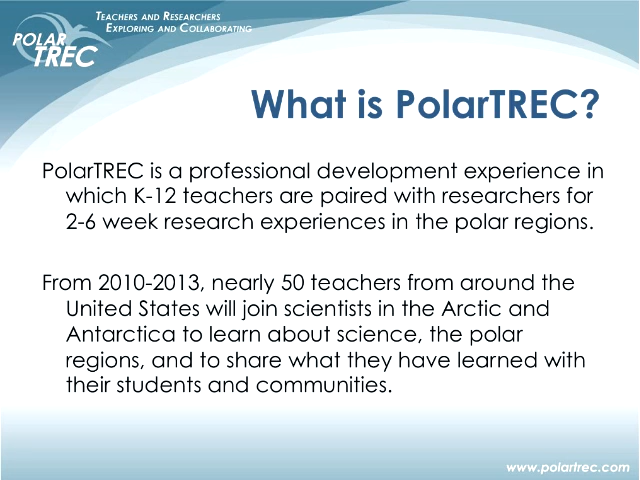 TEACHERS AND RESEARCHERS
EXPLORING AND COLLABORATING
POLAR
TREC
What is PolarTREC?
PolarTREC is a professional development experience in
which K-12 teachers are paired with researchers for
2-6 week research experiences in the polar regions.
From 2010-2013, nearly 50 teachers from around the
United States will join scientists in the Arctic and
Antarctica to learn about science, the polar
regions, and to share what they have learned with
their students and communities.
www.polartrec.com